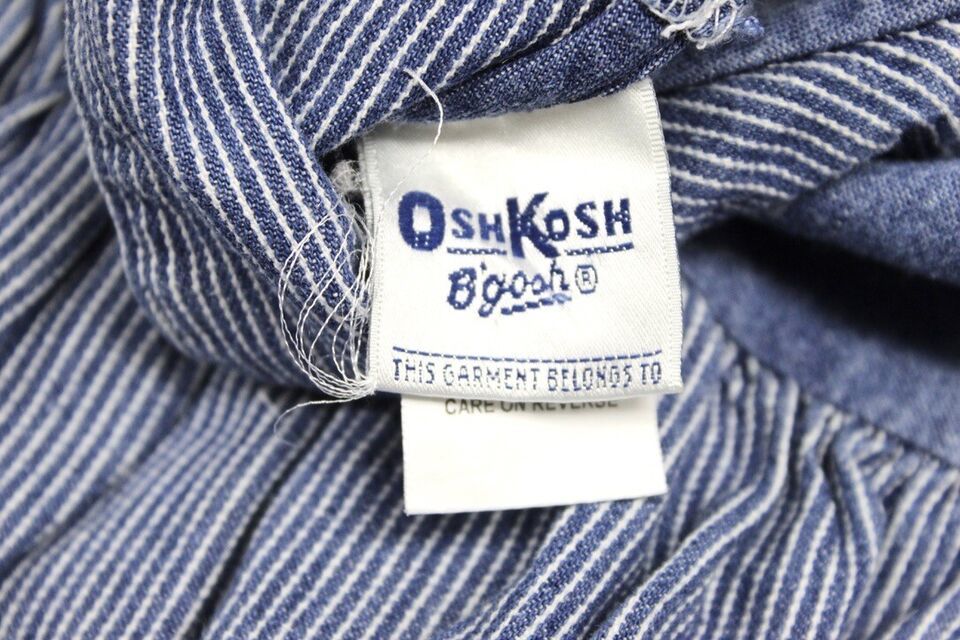 OSHKOSH
B'gosh®
THIS GARMENT BELONGS TO
CARE ON REVERSE